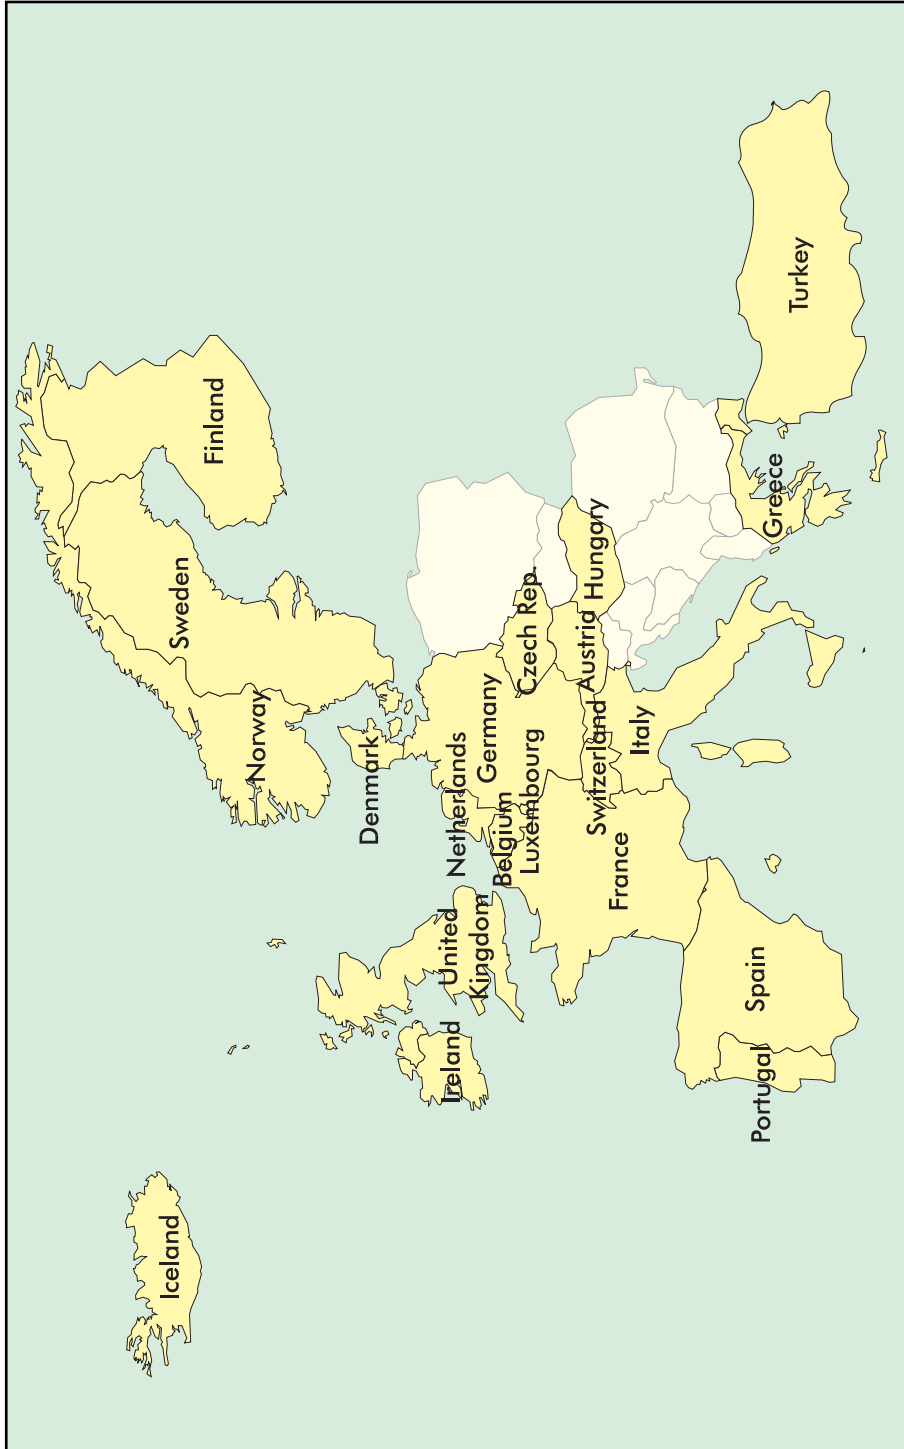 Iceland
Finland
Sweden
Norway
Denmark
United
Kingdom
Ireland
Netherlands
Germany
Belgium
Luxembourg
Czech Rep.
Austria
Hungary
Switzerland
France
Italy
Spain
Portugal
Greece
Turkey